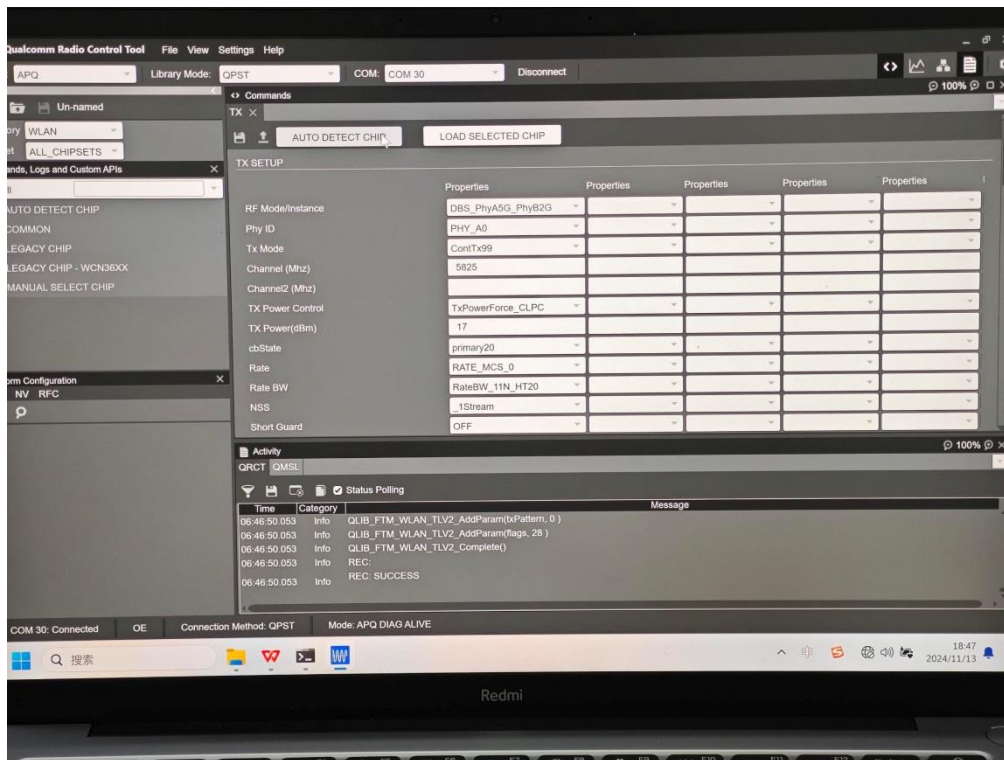 Qualcomm Radio Control Tool File View Settings Help
APQ Library Mode: QPST COM: COM 30 Disconnect
100%
Un-named
Commands
TX
WLAN
AUTO DETECT CHIP LOAD SELECTED CHIP
ALL_CHIPSETS
TX SETUP
ands, Logs and Custom APIs
Properties Properties Properties Properties Properties
AUTO DETECT CHIP
COMMON
LEGACY CHIP
LEGACY CHIP - WCN36XX
MANUAL SELECT CHIP
RF Mode/Instance DBS_PhyA5G_PhyB2G
Phy ID PHY_A0
Tx Mode ContTx99
Channel (Mhz) 5825
Channel2 (Mhz)
TX Power Control TxPowerForce_CLPC
TX Power(dBm) 17
cbState primary20
Rate RATE_MCS_0
Rate BW RateBW_11N_HT20
NSS _1Stream
Short Guard OFF
orm Configuration
NV RFC
Activity
100%
QRCT QMSL
Status Polling
Time Category Message
06:46:50.053 Info QLIB_FTM_WLAN_TLV2_AddParam(txPattern, 0 )
06:46:50.053 Info QLIB_FTM_WLAN_TLV2_AddParam(flags, 28 )
06:46:50.053 Info QLIB_FTM_WLAN_TLV2_Complete()
06:46:50.053 Info REC:
06:46:50.053 Info REC: SUCCESS
COM 30: Connected OE Connection Method: QPST Mode: APQ DIAG ALIVE
搜索
18:47
2024/11/13
Redmi